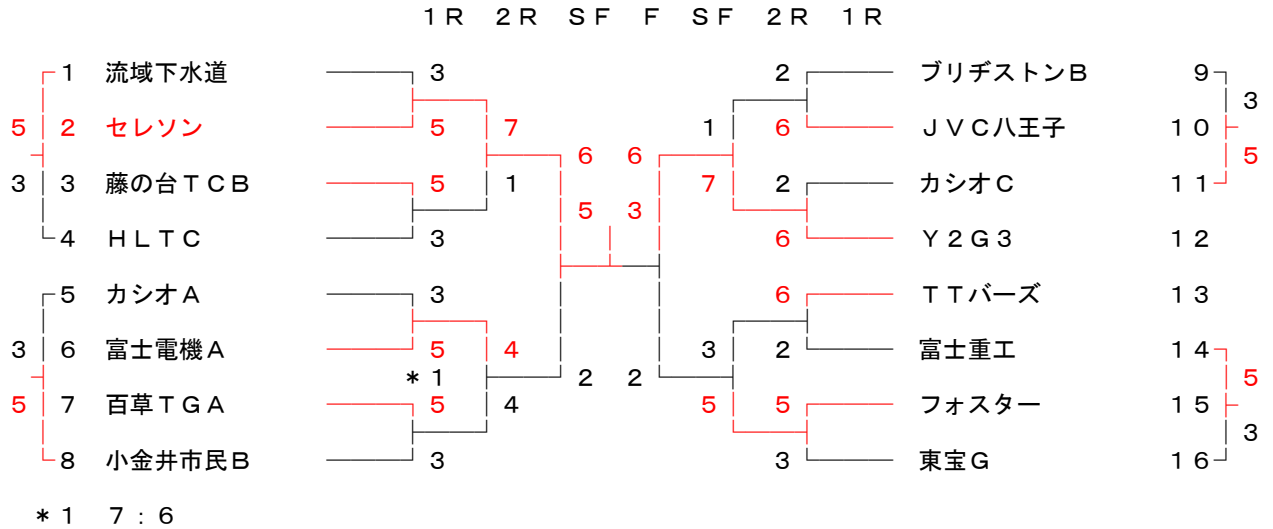 １Ｒ ２Ｒ ＳＦ Ｆ ＳＦ ２Ｒ １Ｒ
１ 流域下水道 ３ ２ ブリヂストンＢ ９
３
５ ２ セレソン ５ ７ １ ６ ＪＶＣ八王子 １０
６ ６ ５
３ ３ 藤の台ＴＣＢ ５ １ ７ ２ カシオＣ １１
５ ３
４ ＨＬＴＣ ３ ６ Ｙ２Ｇ３ １２
５ カシオＡ ３ ６ ＴＴバーズ １３
３ ６ 富士電機Ａ ５ ４ ３ ２ 富士重工 １４
*１ ２ ２ ５
５ ７ 百草ＴＧＡ ５ ４ ５ ５ フォスター １５
３
８ 小金井市民Ｂ ３ ３ 東宝Ｇ １６
*１ ７：６